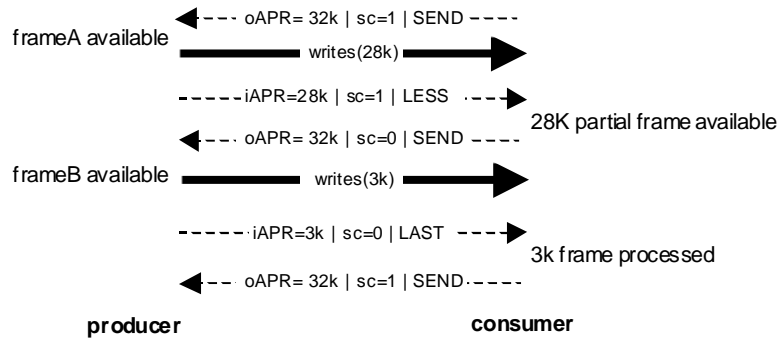 oAPR= 32k | sc=1 | SEND
frameA available
writes(28k)
iAPR=28k | sc=1 | LESS
28K partial frame available
oAPR= 32k | sc=0 | SEND
frameB available
writes(3k)
iAPR=3k | sc=0 | LAST
3k frame processed
oAPR= 32k | sc=1 | SEND
producer
consumer